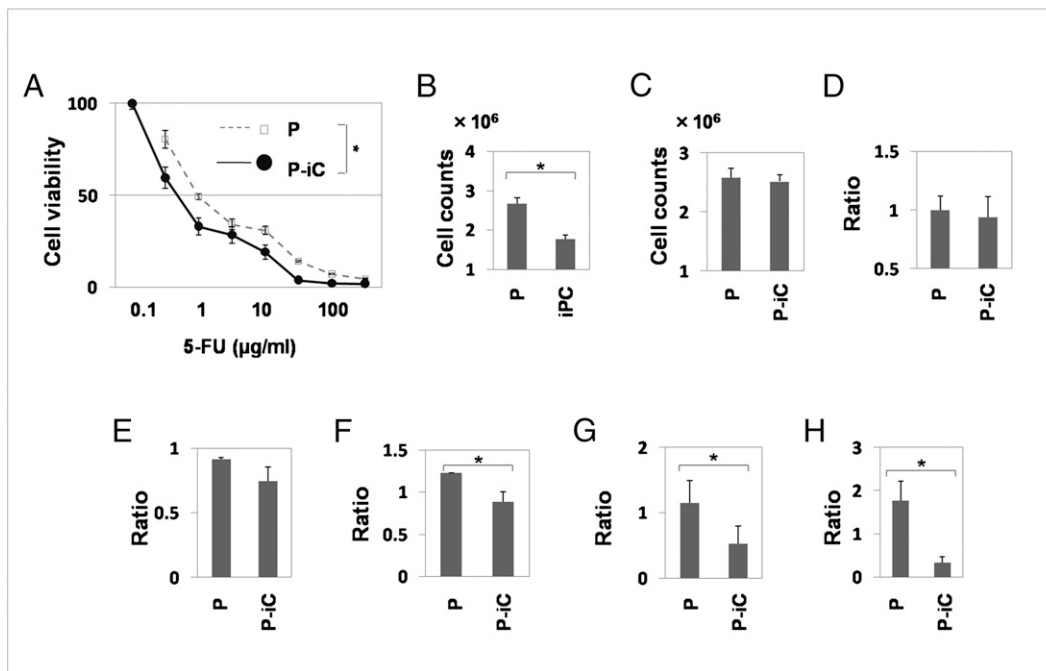 A
Cell viability
100
50
0
0.1
1
10
100
5-FU (µg/ml)
P
P-iC
*
B
× 10⁶
Cell counts
4
3
2
1
*
P
iPC
C
× 10⁶
Cell counts
3
2
1
P
P-iC
D
Ratio
1.5
1
0.5
P
P-iC
E
Ratio
1
0.5
0
P
P-iC
F
Ratio
1.5
1
0.5
0
*
P
P-iC
G
Ratio
2
1
0
*
P
P-iC
H
Ratio
3
2
1
0
*
P
P-iC